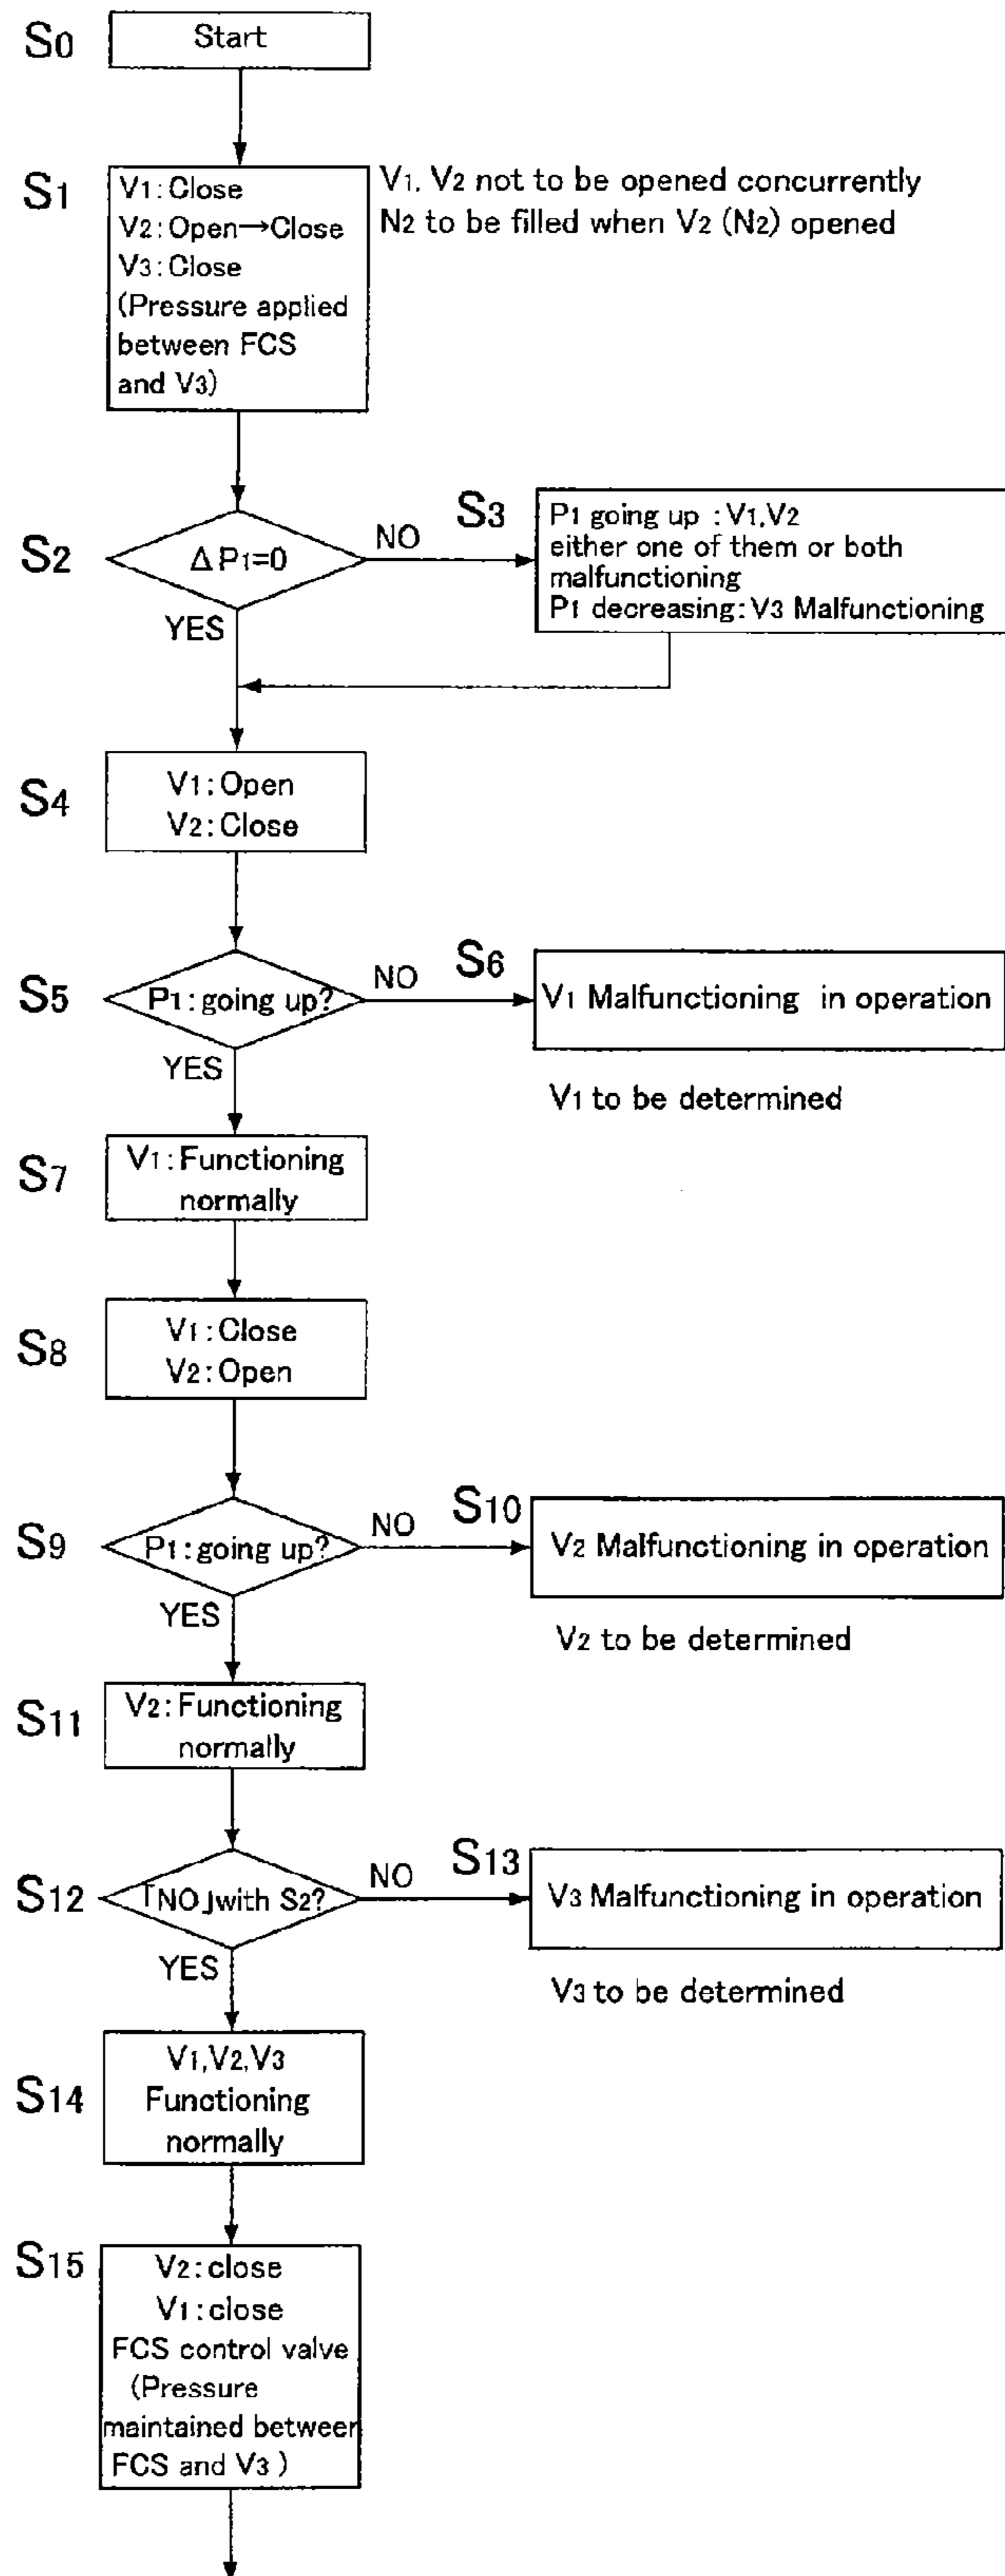 S0
Start
S1
V1: Close
V2: Open→Close
V3: Close
(Pressure applied
between FCS
and V3)
V1, V2 not to be opened concurrently
N2 to be filled when V2 (N2) opened
S2
ΔP1=0
NO
YES
S3
P1 going up : V1,V2
either one of them or both
malfunctioning
P1 decreasing: V3 Malfunctioning
S4
V1: Open
V2: Close
S5
P1: going up?
NO
YES
S6
V1 Malfunctioning in operation
V1 to be determined
S7
V1: Functioning
normally
S8
V1: Close
V2: Open
S9
P1: going up?
NO
YES
S10
V2 Malfunctioning in operation
V2 to be determined
S11
V2: Functioning
normally
S12
「NO」with S2?
NO
YES
S13
V3 Malfunctioning in operation
V3 to be determined
S14
V1,V2,V3
Functioning
normally
S15
V2: close
V1: close
FCS control valve
(Pressure
maintained between
FCS and V3 )